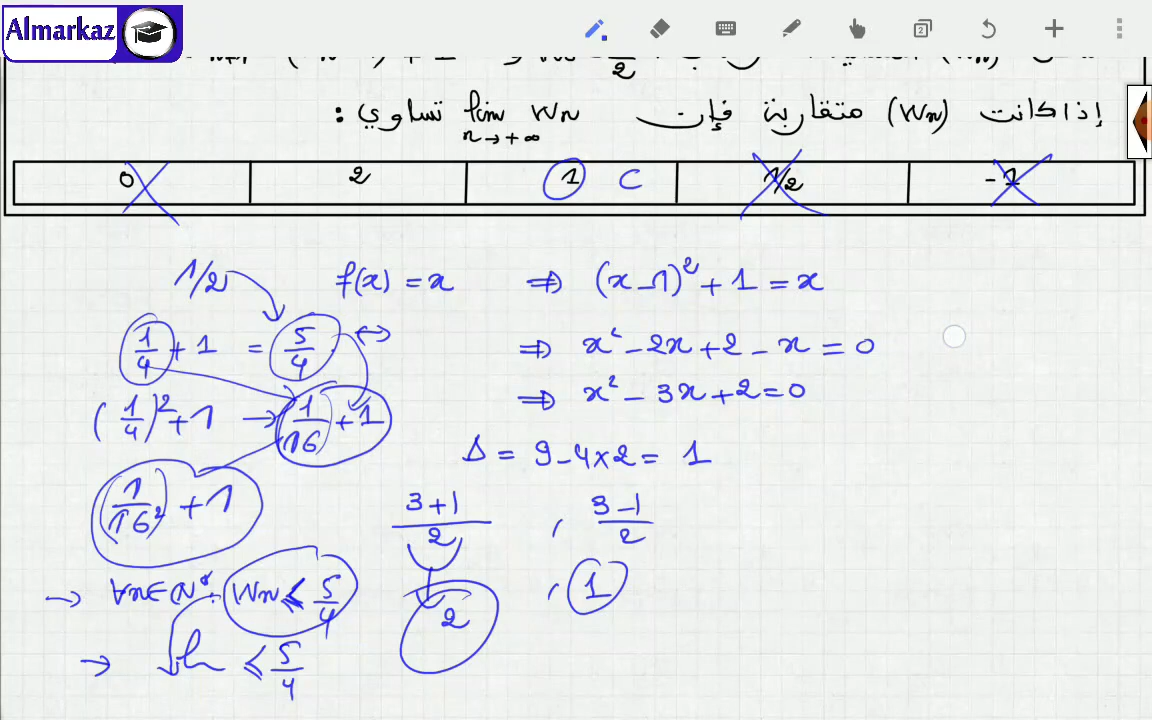 Almarkaz
2
إذا كانت (Wn) متقاربة فإن lim Wn تساوي :
n→+∞
0 2 1 C 1/2 -1
1/2 f(x) = x ⇒ (x-1)² + 1 = x
1/4 + 1 = 5/4 ↔ ⇒ x² - 2x + 2 - x = 0
(1/4)² + 1 → 1/16 + 1 ⇒ x² - 3x + 2 = 0
Δ = 9 - 4×2 = 1
1/16² + 1 3+1/2 , 3-1/2
→ ∀n∈N* : Wn ≤ 5/4 2 , 1
→ ≤ 5/4